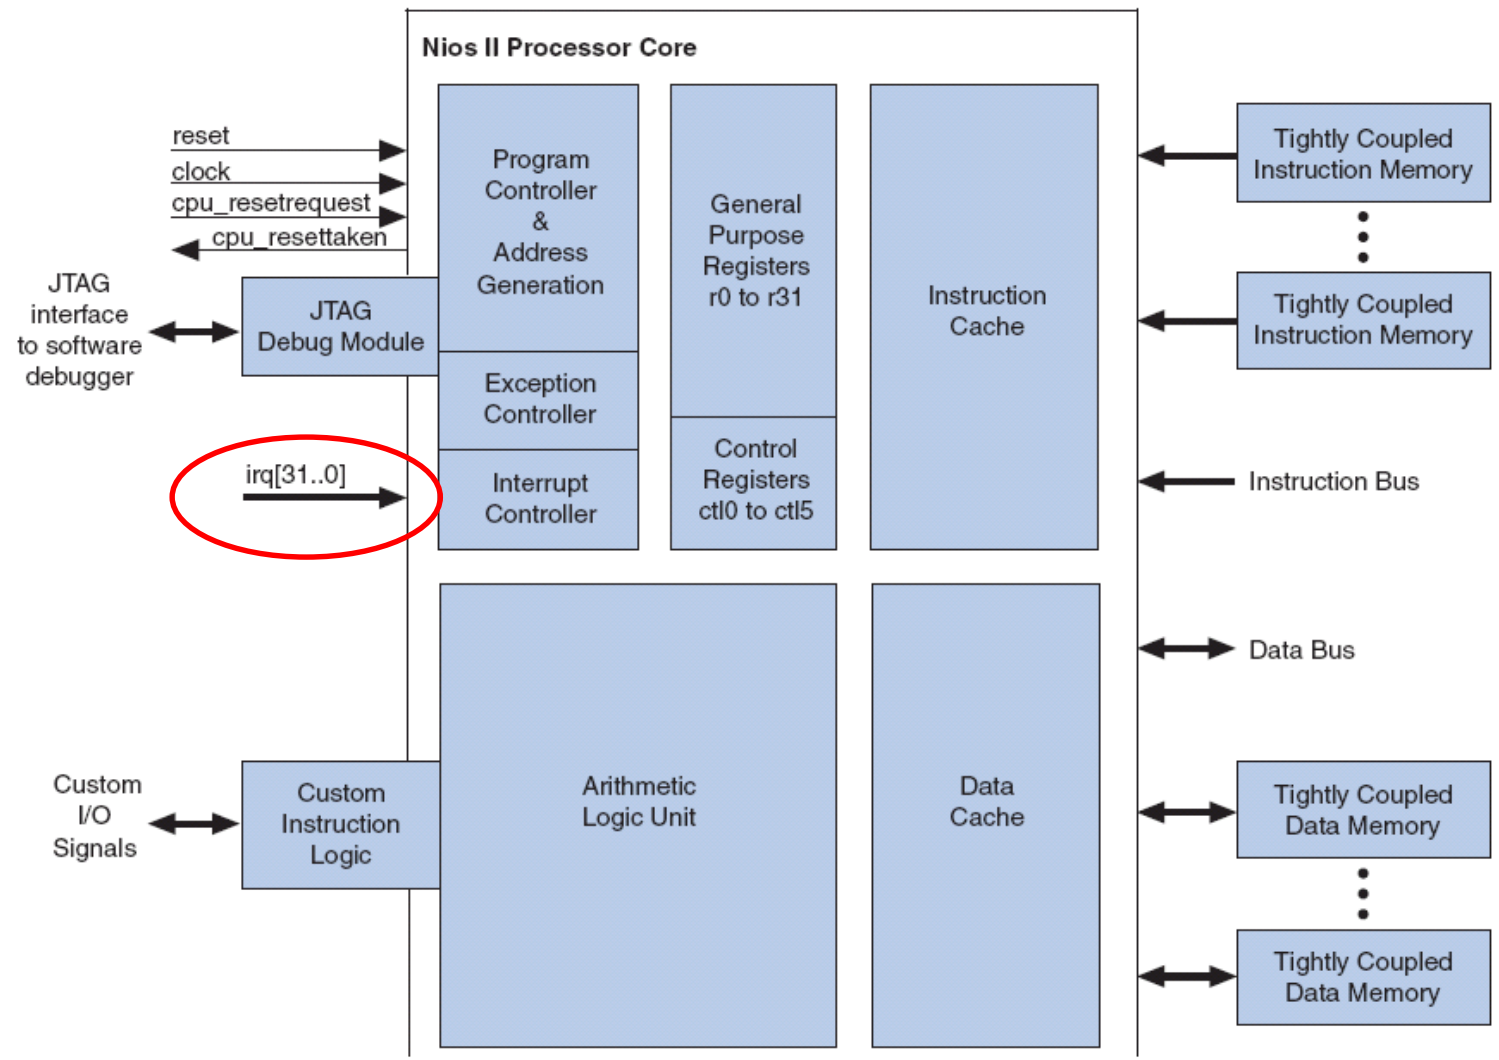 Nios II Processor Core
reset
clock
cpu_resetrequest
cpu_resettaken
JTAG
interface
to software
debugger
JTAG
Debug Module
irq[31..0]
Program
Controller
&
Address
Generation
Exception
Controller
Interrupt
Controller
General
Purpose
Registers
r0 to r31
Control
Registers
ctl0 to ctl5
Instruction
Cache
Tightly Coupled
Instruction Memory
Tightly Coupled
Instruction Memory
Instruction Bus
Data Bus
Custom
I/O
Signals
Custom
Instruction
Logic
Arithmetic
Logic Unit
Data
Cache
Tightly Coupled
Data Memory
Tightly Coupled
Data Memory